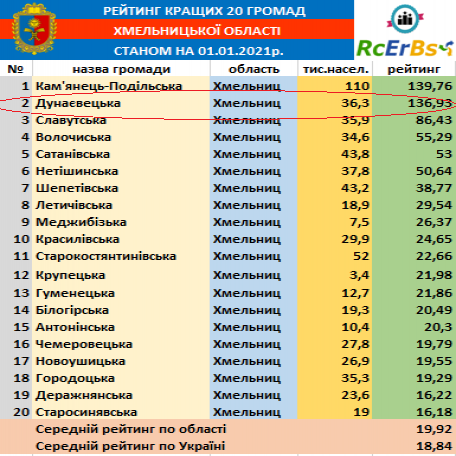 РЕЙТИНГ КРАЩИХ 20 ГРОМАД
ХМЕЛЬНИЦЬКОЇ ОБЛАСТІ
СТАНОМ НА 01.01.2021р.
RcErBs
№ назва громади область тис.насел. рейтинг
1 Кам'янець-Подільська Хмельниц 110 139,76
2 Дунаєвецька Хмельниц 36,3 136,93
3 Славутська Хмельниц 35,9 86,43
4 Волочиська Хмельниц 34,6 55,29
5 Сатанівська Хмельниц 43,8 53
6 Нетішинська Хмельниц 37,8 50,64
7 Шепетівська Хмельниц 43,2 38,77
8 Летичівська Хмельниц 18,9 29,54
9 Меджибізька Хмельниц 7,5 26,37
10 Красилівська Хмельниц 29,9 24,65
11 Старокостянтинівська Хмельниц 52 22,66
12 Крупецька Хмельниц 3,4 21,98
13 Гуменецька Хмельниц 12,7 21,86
14 Білогірська Хмельниц 19,3 20,49
15 Антонінська Хмельниц 10,4 20,3
16 Чемеровецька Хмельниц 27,8 19,79
17 Новоушицька Хмельниц 26,9 19,55
18 Городоцька Хмельниц 35,3 19,29
19 Деражнянська Хмельниц 23,6 16,22
20 Старосинявська Хмельниц 19 16,18
Середній рейтинг по області 19,92
Середній рейтинг по Україні 18,84